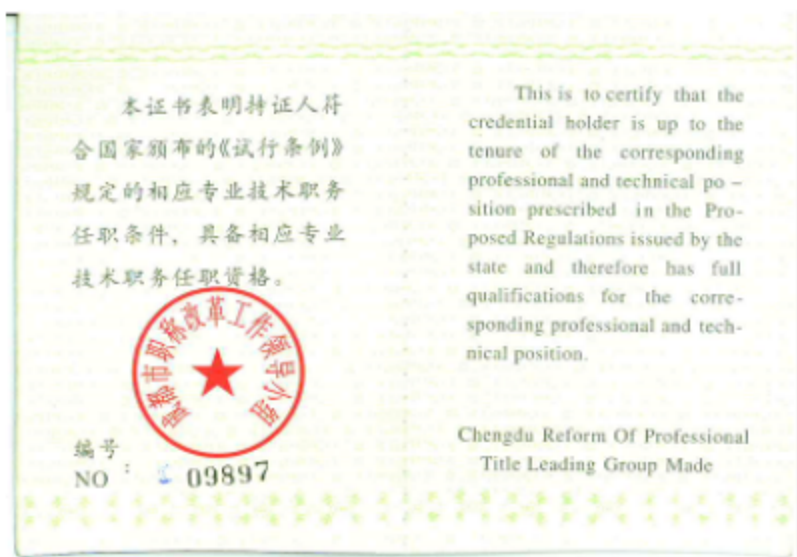 本证书表明持证人符
合国家颁布的《试行条例》
规定的相应专业技术职务
任职条件，具备相应专业
技术职务任职资格。
成都市职称改革工作领导小组
编号
NO : 09897
This is to certify that the
credential holder is up to the
tenure of the corresponding
professional and technical po –
sition prescribed in the Pro-
posed Regulations issued by the
state and therefore has full
qualifications for the corre-
sponding professional and tech-
nical position.
Chengdu Reform Of Professional
Title Leading Group Made